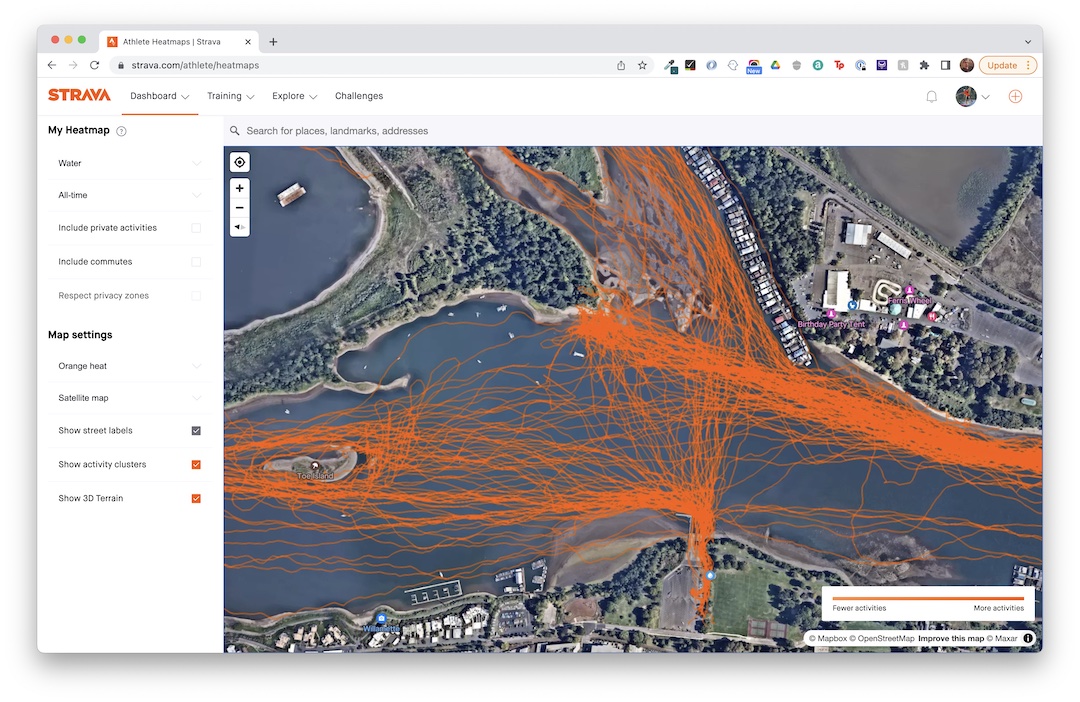 Athlete Heatmaps | Strava
strava.com/athlete/heatmaps
New
TP
Update
STRAVA
Dashboard
Training
Explore
Challenges
My Heatmap ?
Search for places, landmarks, addresses
Water
All-time
Include private activities
Include commutes
Respect privacy zones
Map settings
Orange heat
Satellite map
Show street labels
Show activity clusters
Show 3D Terrain
Ferris Wheel
Birthday Party Tent
Toe Island
Willamette
Fewer activities
More activities
© Mapbox © OpenStreetMap Improve this map © Maxar